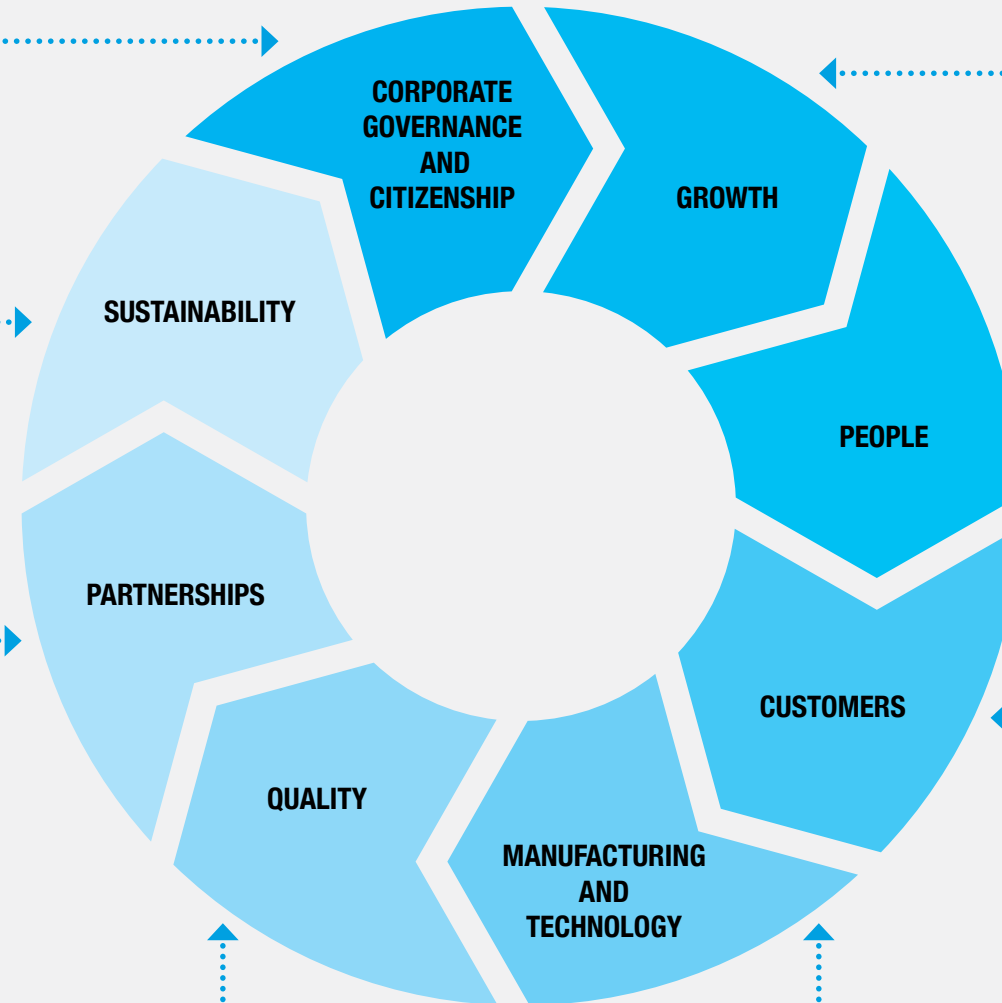 CORPORATE
GOVERNANCE
AND
CITIZENSHIP
GROWTH
PEOPLE
CUSTOMERS
MANUFACTURING
AND
TECHNOLOGY
QUALITY
PARTNERSHIPS
SUSTAINABILITY